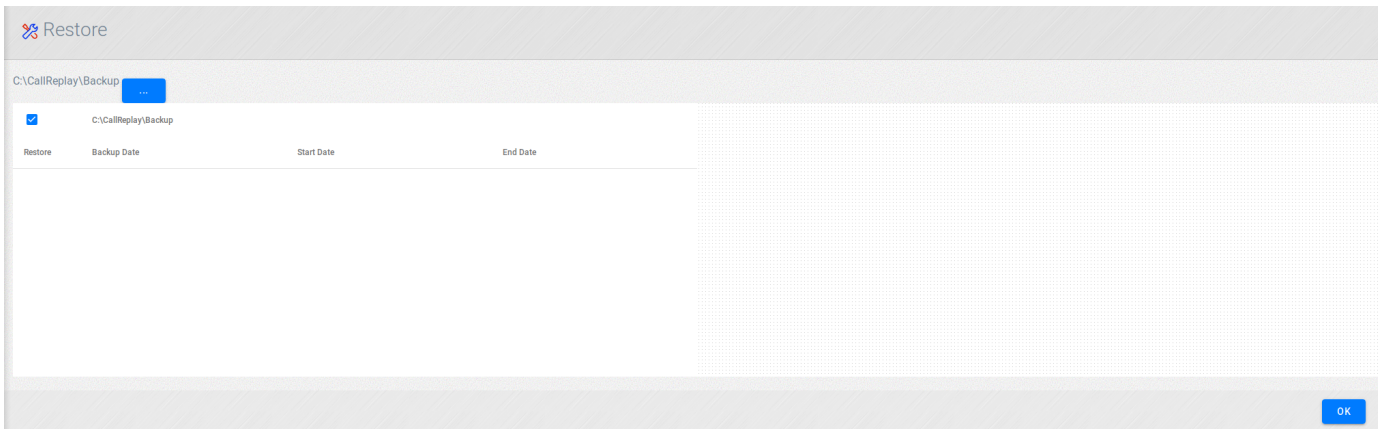 Restore
C:\CallReplay\Backup ...
C:\CallReplay\Backup
Restore Backup Date Start Date End Date
OK